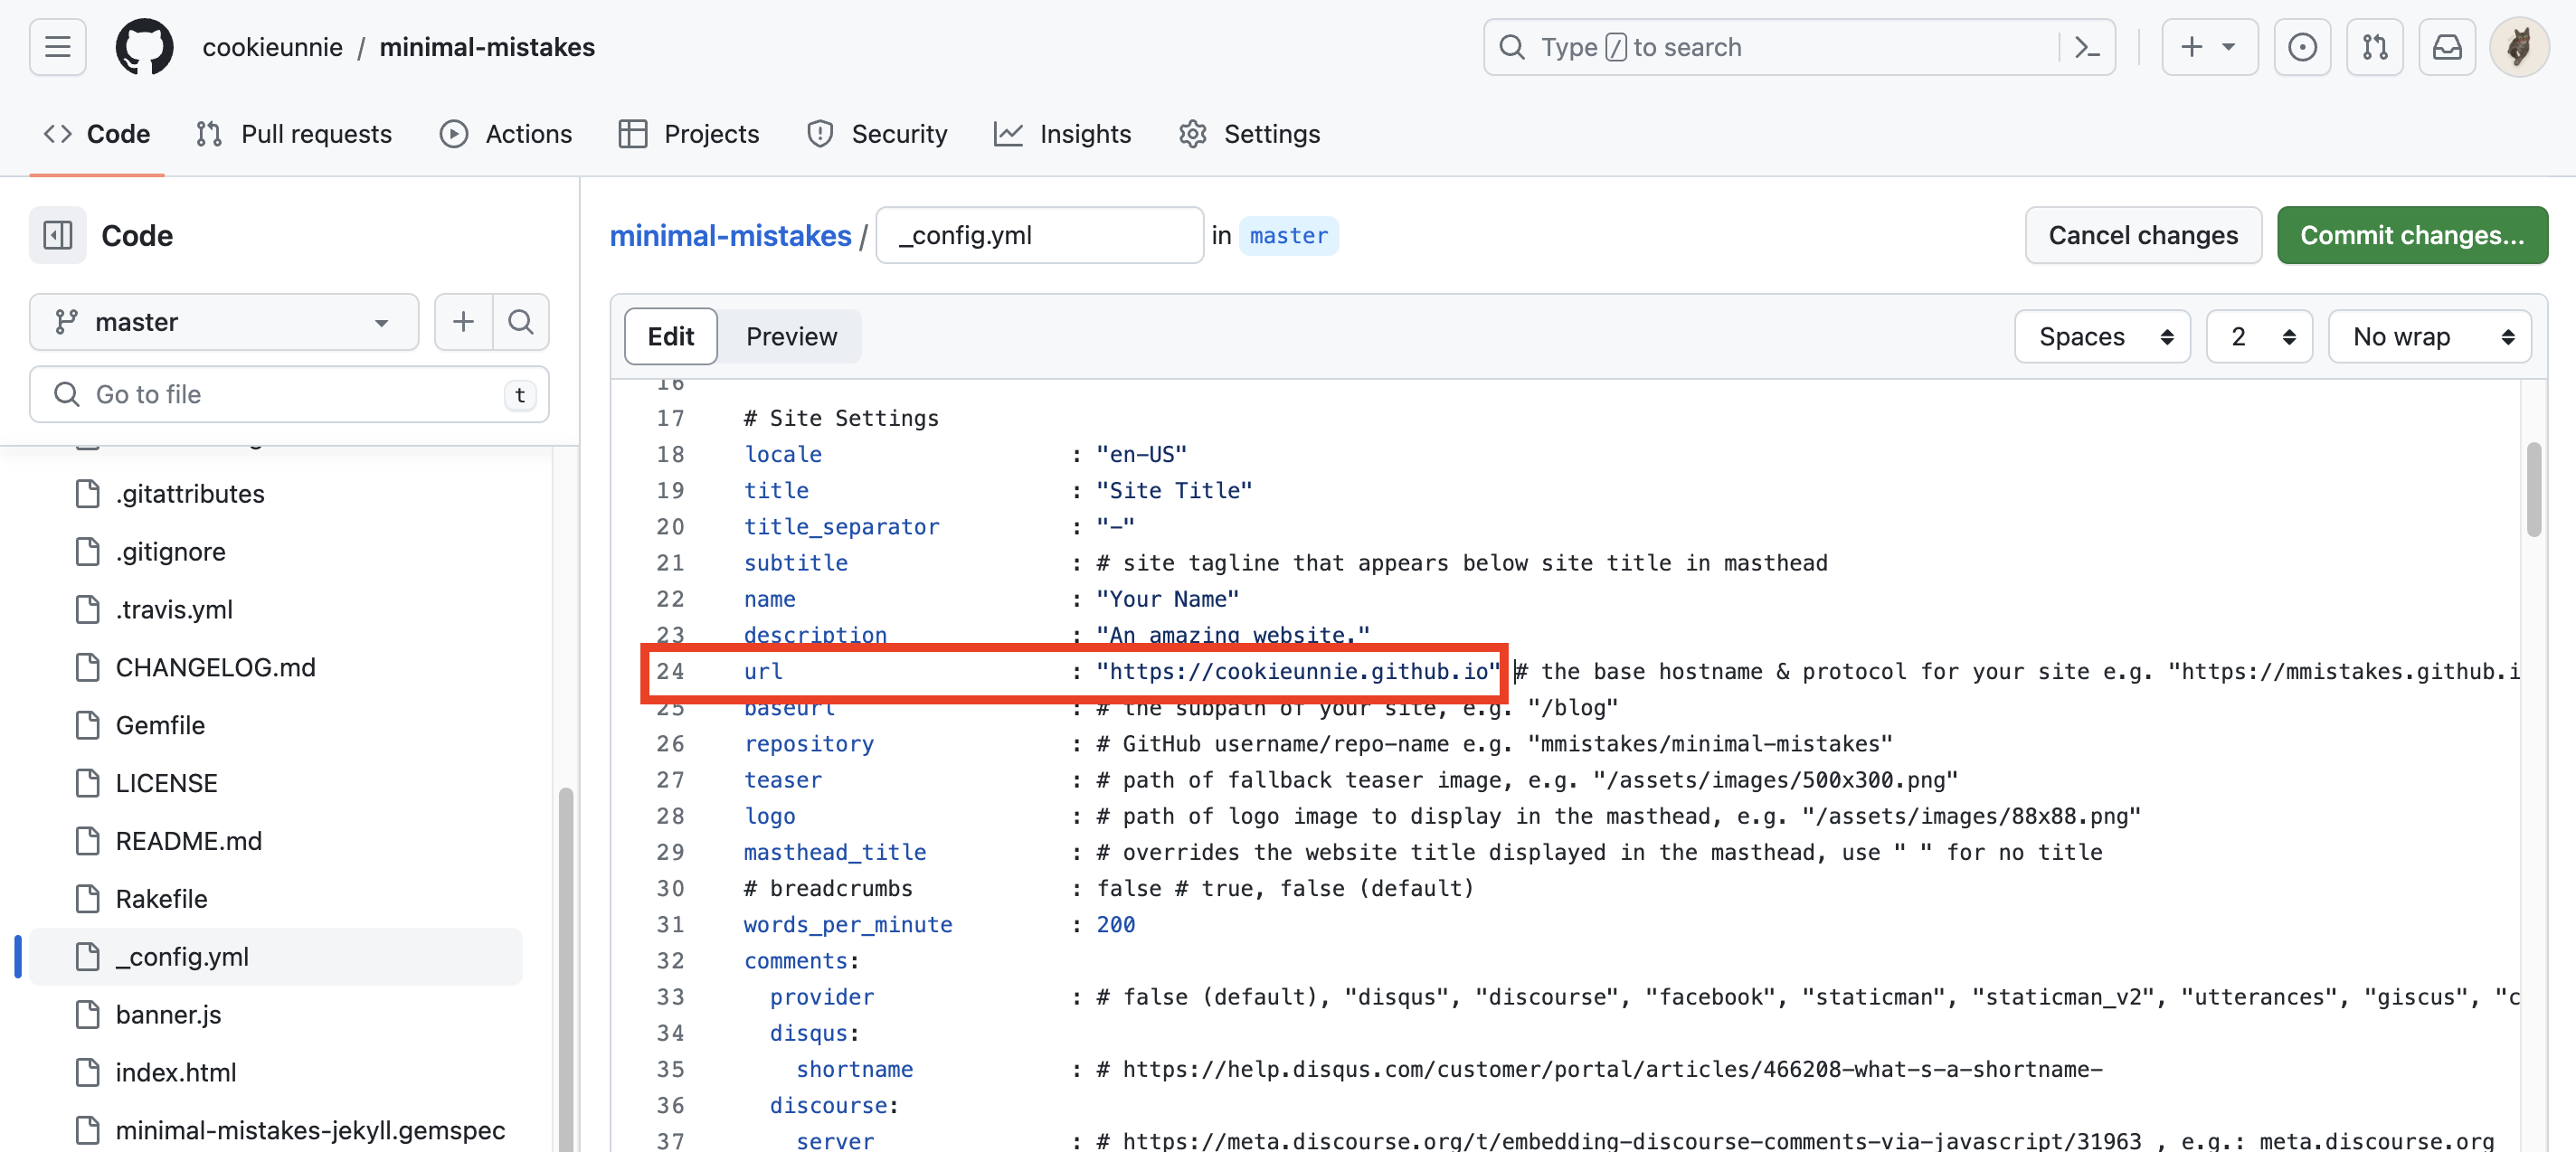 cookieunnie / minimal-mistakes
Type / to search
Code
Pull requests
Actions
Projects
Security
Insights
Settings
Code
minimal-mistakes / _config.yml in master
Cancel changes
Commit changes...
master
Go to file
t
.gitattributes
.gitignore
.travis.yml
CHANGELOG.md
Gemfile
LICENSE
README.md
Rakefile
_config.yml
banner.js
index.html
minimal-mistakes-jekyll.gemspec
Edit
Preview
Spaces
2
No wrap
16
17 # Site Settings
18 locale : "en-US"
19 title : "Site Title"
20 title_separator : "-"
21 subtitle : # site tagline that appears below site title in masthead
22 name : "Your Name"
23 description : "An amazing website."
24 url : "https://cookieunnie.github.io" # the base hostname & protocol for your site e.g. "https://mmistakes.github.i
25 baseurl : # the subpath of your site, e.g. "/blog"
26 repository : # GitHub username/repo-name e.g. "mmistakes/minimal-mistakes"
27 teaser : # path of fallback teaser image, e.g. "/assets/images/500x300.png"
28 logo : # path of logo image to display in the masthead, e.g. "/assets/images/88x88.png"
29 masthead_title : # overrides the website title displayed in the masthead, use " " for no title
30 # breadcrumbs : false # true, false (default)
31 words_per_minute : 200
32 comments:
33 provider : # false (default), "disqus", "discourse", "facebook", "staticman", "staticman_v2", "utterances", "giscus", "c
34 disqus:
35 shortname : # https://help.disqus.com/customer/portal/articles/466208-what-s-a-shortname-
36 discourse:
37 server : # https://meta.discourse.org/t/embedding-discourse-comments-via-javascript/31963 , e.g.: meta.discourse.org